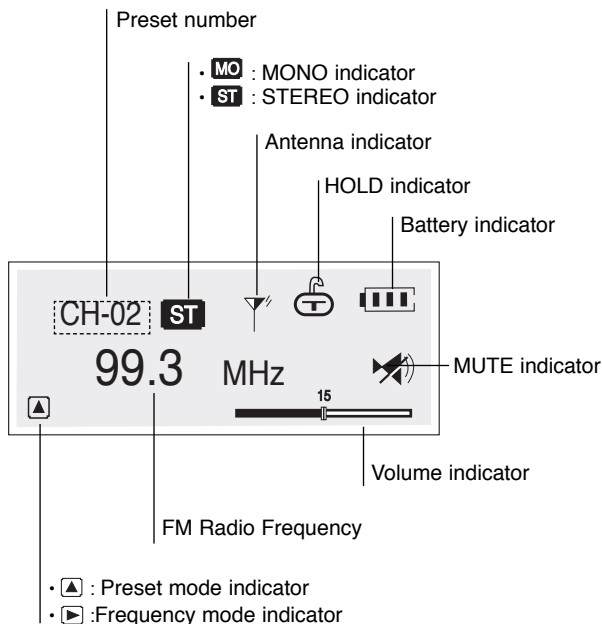 Preset number
· MO : MONO indicator
· ST : STEREO indicator
Antenna indicator
HOLD indicator
Battery indicator
CH-02 ST
99.3 MHz
MUTE indicator
15
Volume indicator
FM Radio Frequency
· ▲ : Preset mode indicator
· ▶ :Frequency mode indicator